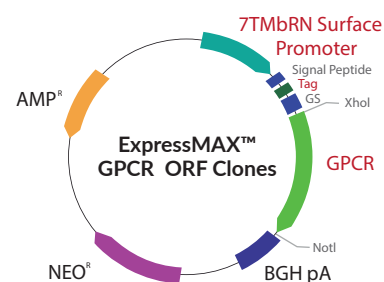 7TMbRN Surface
Promoter
Signal Peptide
Tag
GS
XhoI
AMP R
ExpressMAX™
GPCR ORF Clones
GPCR
NotI
NEO R
BGH pA